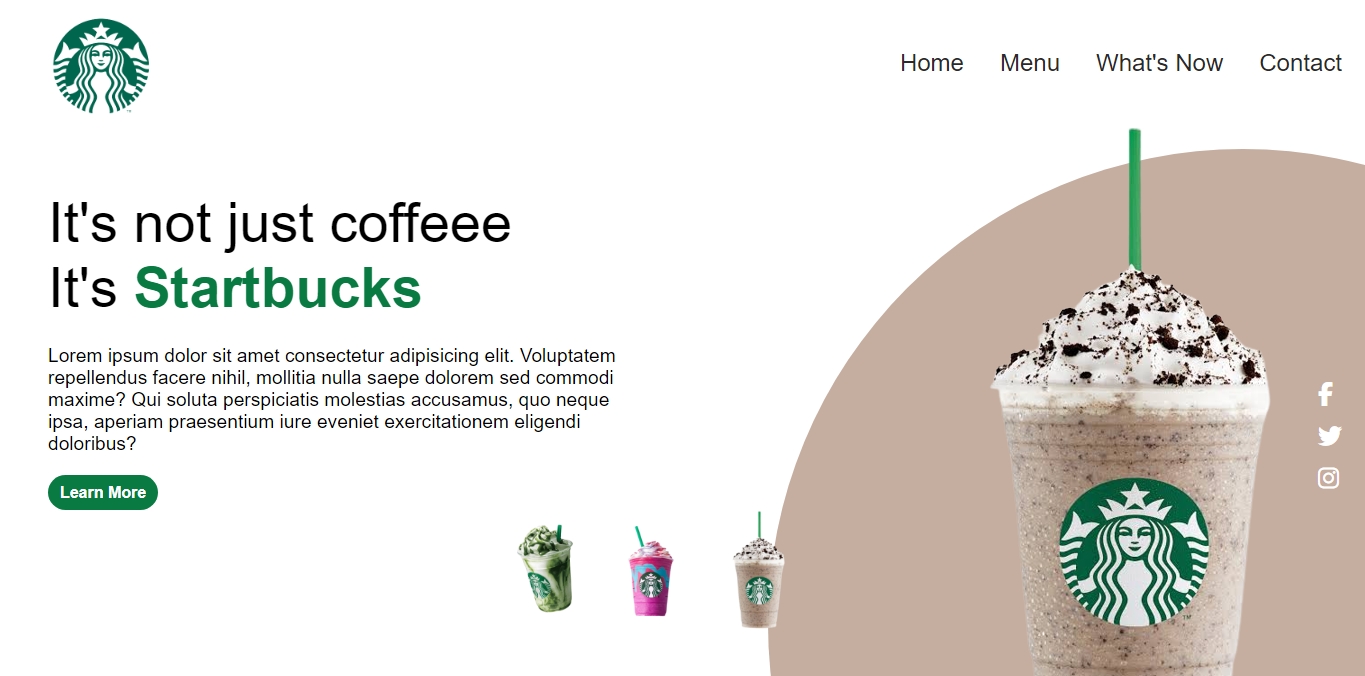 Home Menu What's Now Contact
It's not just coffeee
It's Startbucks
Lorem ipsum dolor sit amet consectetur adipisicing elit. Voluptatem
repellendus facere nihil, mollitia nulla saepe dolorem sed commodi
maxime? Qui soluta perspiciatis molestias accusamus, quo neque
ipsa, aperiam praesentium iure eveniet exercitationem eligendi
doloribus?
Learn More